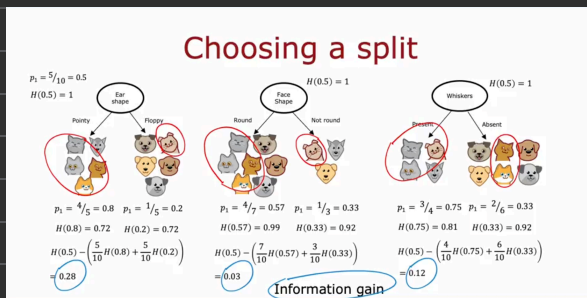 Choosing a split
p₁ = 5/10 = 0.5
H(0.5) = 1
Ear shape
Pointy Floppy
p₁ = 4/5 = 0.8 p₁ = 1/5 = 0.2
H(0.8) = 0.72 H(0.2) = 0.72
H(0.5) − (5/10 H(0.8) + 5/10 H(0.2))
= 0.28
H(0.5) = 1
Face Shape
Round Not round
p₁ = 4/7 = 0.57 p₁ = 1/3 = 0.33
H(0.57) = 0.99 H(0.33) = 0.92
H(0.5) − (7/10 H(0.57) + 3/10 H(0.33))
= 0.03
H(0.5) = 1
Whiskers
Present Absent
p₁ = 3/4 = 0.75 p₁ = 2/6 = 0.33
H(0.75) = 0.81 H(0.33) = 0.92
H(0.5) − (4/10 H(0.75) + 6/10 H(0.33))
= 0.12
Information gain